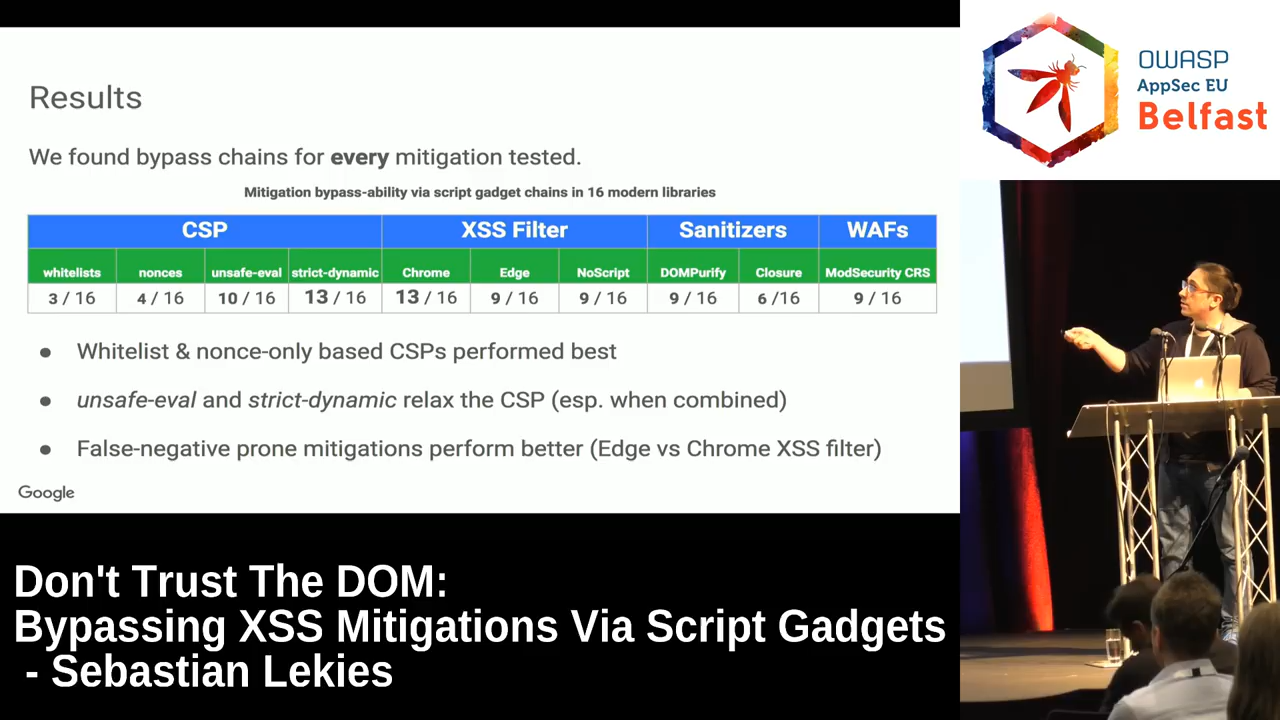 Results
We found bypass chains for every mitigation tested.
Mitigation bypass-ability via script gadget chains in 16 modern libraries
CSP XSS Filter Sanitizers WAFs
whitelists nonces unsafe-eval strict-dynamic Chrome Edge NoScript DOMPurify Closure ModSecurity CRS
3 / 16 4 / 16 10 / 16 13 / 16 13 / 16 9 / 16 9 / 16 9 / 16 6 /16 9 / 16
● Whitelist & nonce-only based CSPs performed best
● unsafe-eval and strict-dynamic relax the CSP (esp. when combined)
● False-negative prone mitigations perform better (Edge vs Chrome XSS filter)
Google
OWASP
AppSec EU
Belfast
Don't Trust The DOM:
Bypassing XSS Mitigations Via Script Gadgets
- Sebastian Lekies